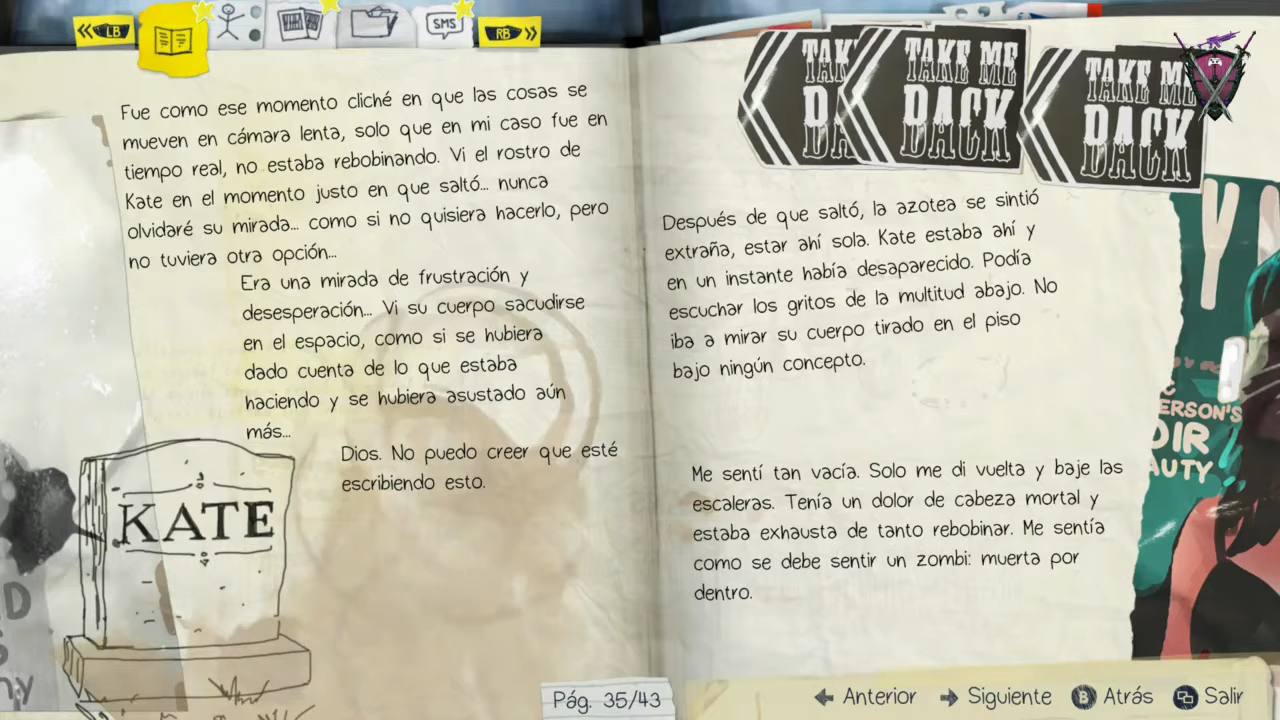 LB
SMS
RB
Fue como ese momento cliché en que las cosas se
mueven en cámara lenta, solo que en mi caso fue en
tiempo real, no estaba rebobinando. Vi el rostro de
Kate en el momento justo en que saltó... nunca
olvidaré su mirada... como si no quisiera hacerlo, pero
no tuviera otra opción...
Era una mirada de frustración y
desesperación... Vi su cuerpo sacudirse
en el espacio, como si se hubiera
dado cuenta de lo que estaba
haciendo y se hubiera asustado aún
más...
Dios. No puedo creer que esté
escribiendo esto.
KATE
TAKE ME
BACK
TAKE ME
BACK
Después de que saltó, la azotea se sintió
extraña, estar ahí sola. Kate estaba ahí y
en un instante había desaparecido. Podía
escuchar los gritos de la multitud abajo. No
iba a mirar su cuerpo tirado en el piso
bajo ningún concepto.
Me sentí tan vacía. Solo me di vuelta y baje las
escaleras. Tenía un dolor de cabeza mortal y
estaba exhausta de tanto rebobinar. Me sentía
como se debe sentir un zombi: muerta por
dentro.
ERSON'S
OIR
AUTY
Pág. 35/43
Anterior
Siguiente
B Atrás
Salir